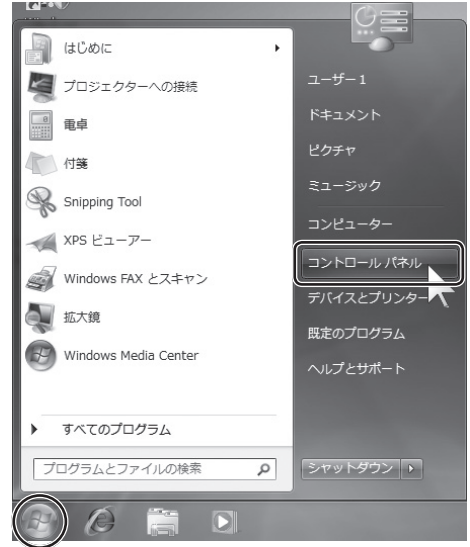 はじめに
プロジェクターへの接続
電卓
付箋
Snipping Tool
XPS ビューアー
Windows FAX とスキャン
拡大鏡
Windows Media Center
すべてのプログラム
プログラムとファイルの検索
ユーザー1
ドキュメント
ピクチャ
ミュージック
コンピューター
コントロール パネル
デバイスとプリンター
既定のプログラム
ヘルプとサポート
シャットダウン